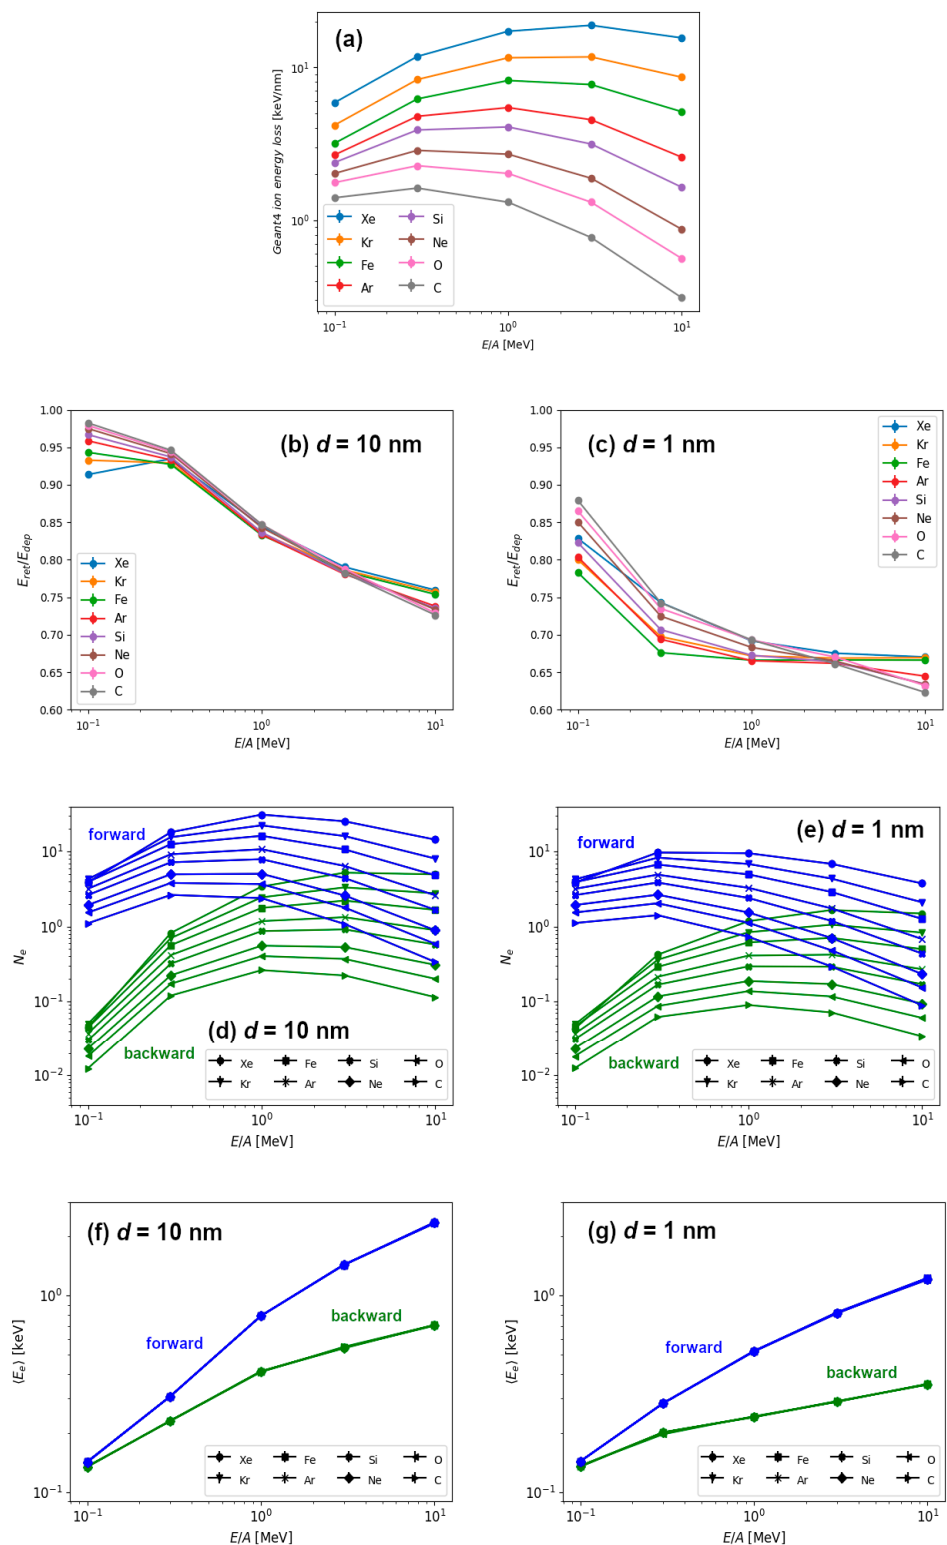 (a)
Geant4 ion energy loss [keV/nm]
10¹
10⁰
Xe Si
Kr Ne
Fe O
Ar C
10⁻¹ 10⁰ 10¹
E/A [MeV]
(b) d = 10 nm
E_ret/E_dep
1.00
0.95
0.90
0.85
0.80
0.75
0.70
0.65
0.60
Xe
Kr
Fe
Ar
Si
Ne
O
C
10⁻¹ 10⁰ 10¹
E/A [MeV]
(c) d = 1 nm
E_ret/E_dep
1.00
0.95
0.90
0.85
0.80
0.75
0.70
0.65
0.60
Xe
Kr
Fe
Ar
Si
Ne
O
C
10⁻¹ 10⁰ 10¹
E/A [MeV]
forward
N_e
10¹
10⁰
10⁻¹
10⁻²
(d) d = 10 nm
backward
Xe Fe Si O
Kr Ar Ne C
10⁻¹ 10⁰ 10¹
E/A [MeV]
(e) d = 1 nm
forward
N_e
10¹
10⁰
10⁻¹
10⁻²
backward
Xe Fe Si O
Kr Ar Ne C
10⁻¹ 10⁰ 10¹
E/A [MeV]
(f) d = 10 nm
⟨E_e⟩ [keV]
10⁰
10⁻¹
backward
forward
Xe Fe Si O
Kr Ar Ne C
10⁻¹ 10⁰ 10¹
E/A [MeV]
(g) d = 1 nm
⟨E_e⟩ [keV]
10⁰
10⁻¹
forward
backward
Xe Fe Si O
Kr Ar Ne C
10⁻¹ 10⁰ 10¹
E/A [MeV]